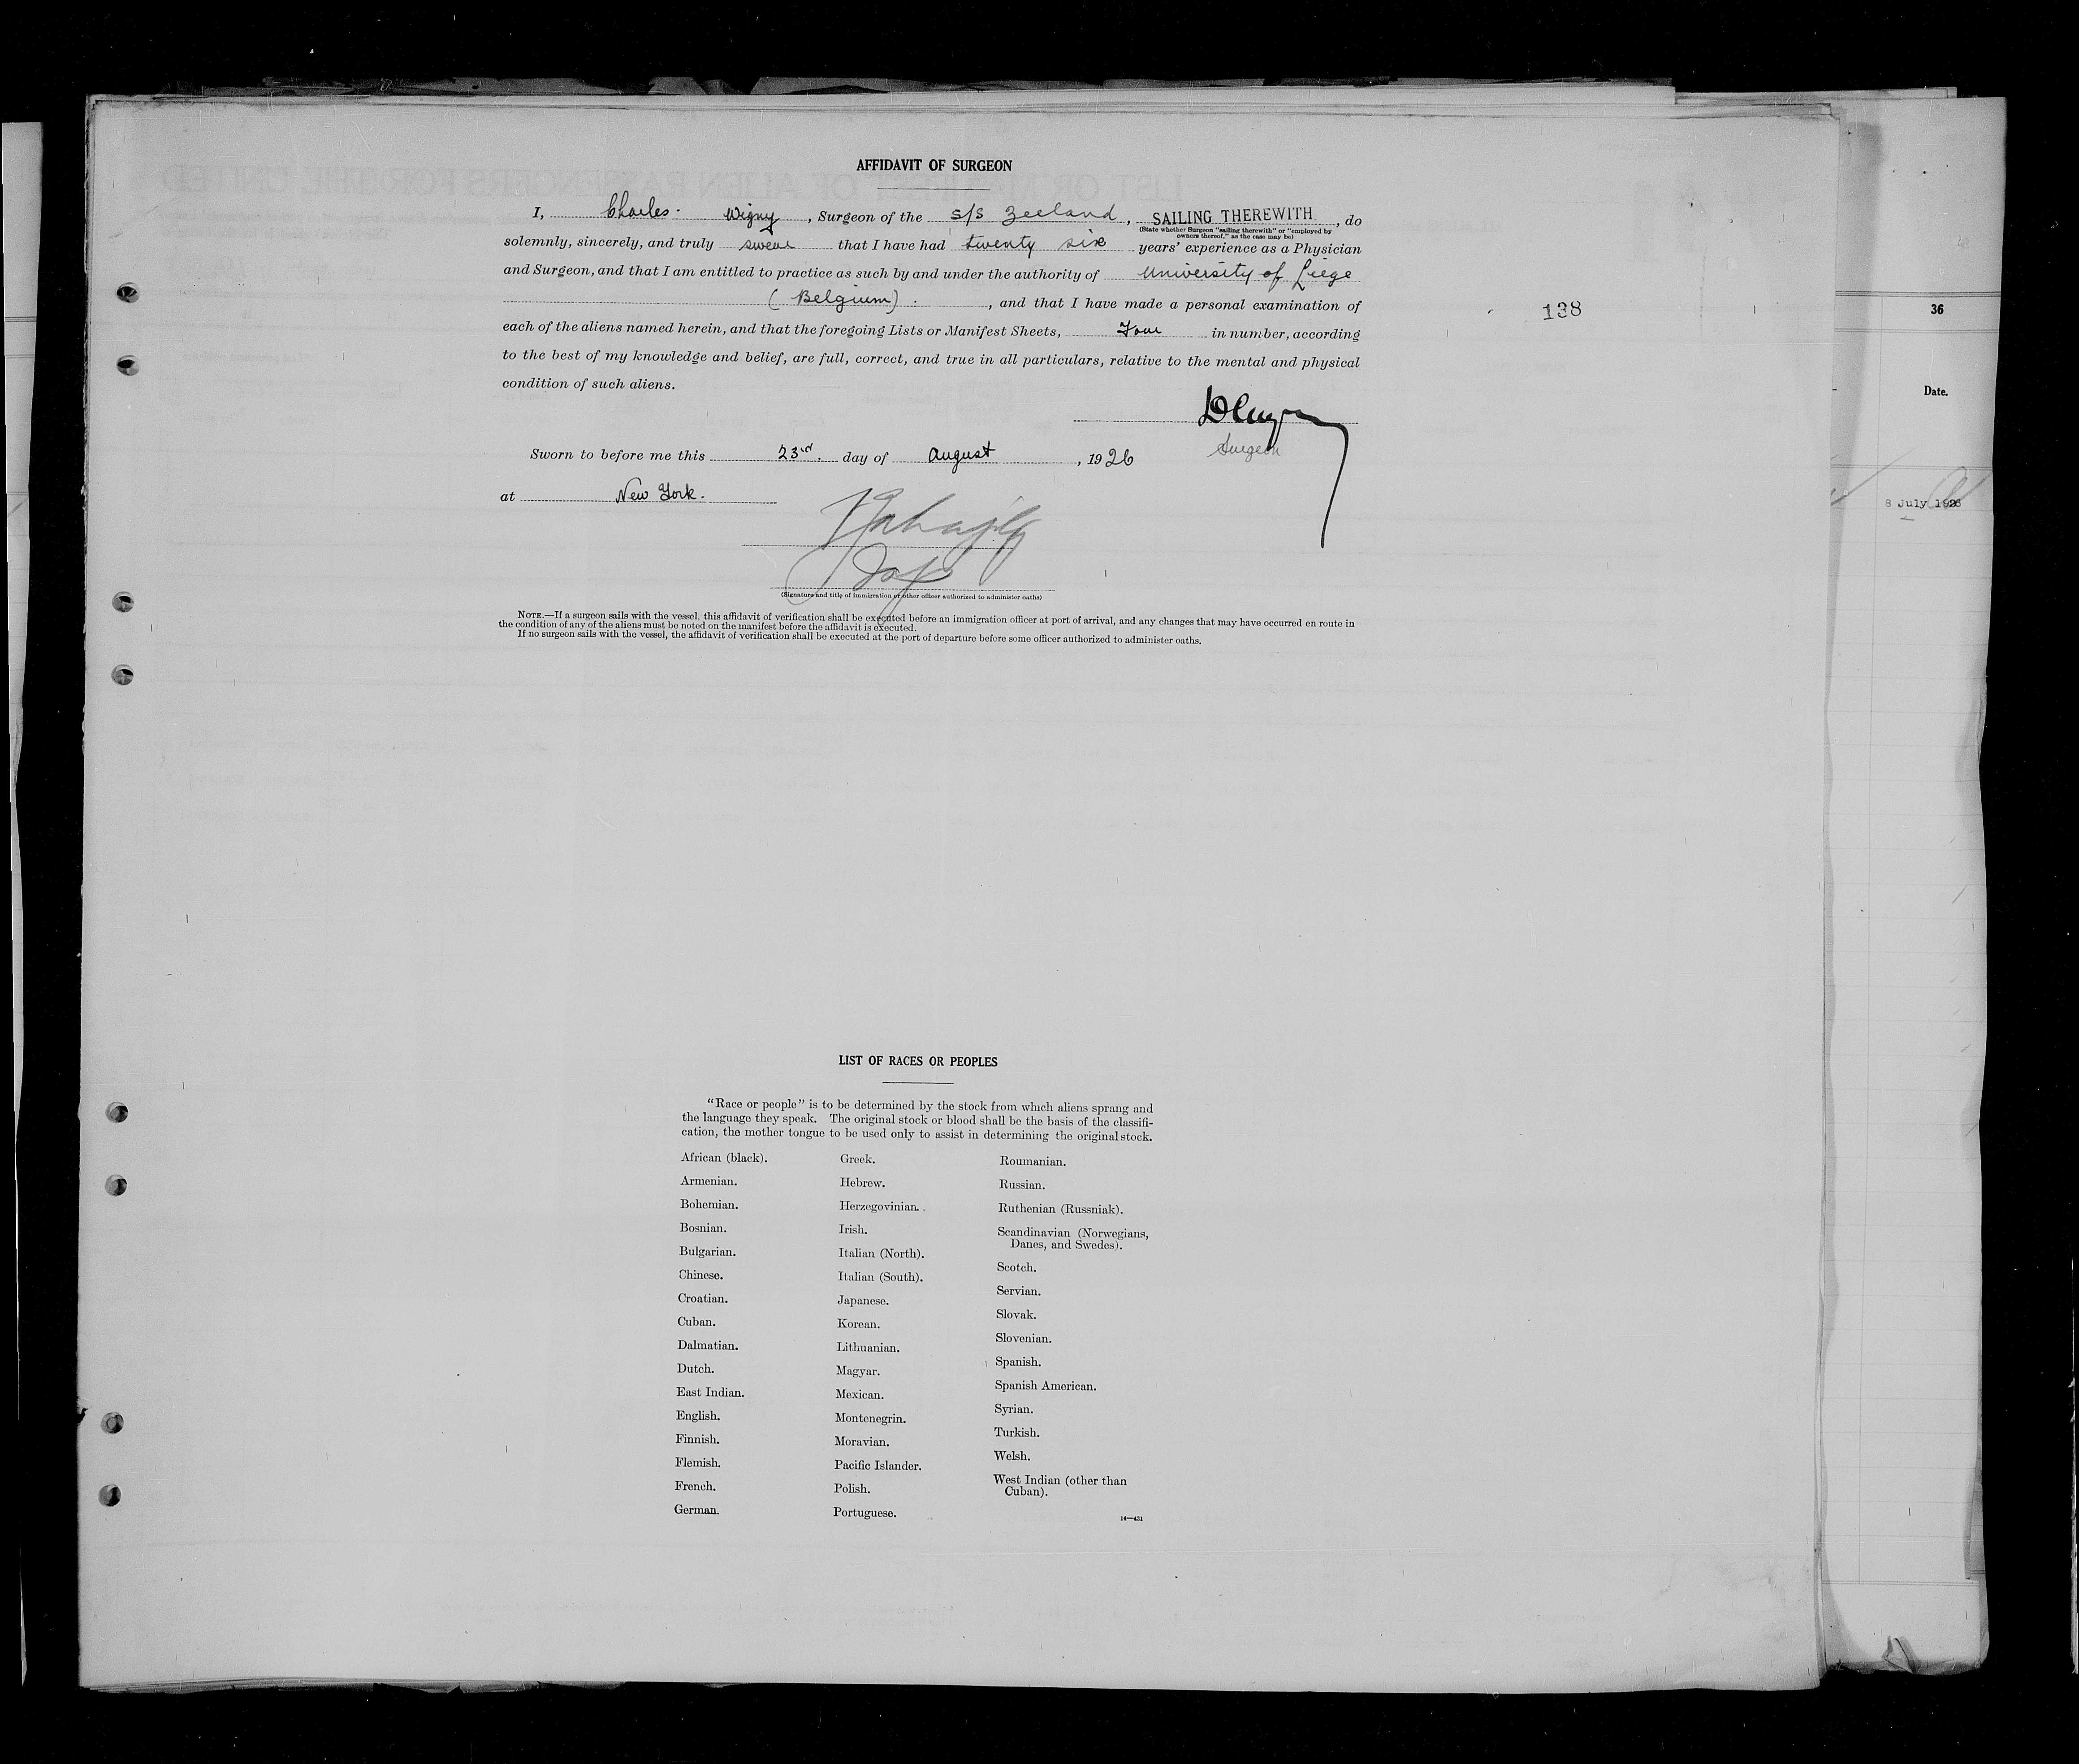 AFFIDAVIT OF SURGEON
I, Charles Wigny, Surgeon of the s/s Zeeland, SAILING THEREWITH, do
(State whether Surgeon "sailing therewith" or "employed by
owners thereof," as the case may be)
solemnly, sincerely, and truly swear that I have had twenty six years' experience as a Physician
and Surgeon, and that I am entitled to practice as such by and under the authority of University of Liege
(Belgium)., and that I have made a personal examination of
138
36
each of the aliens named herein, and that the foregoing Lists or Manifest Sheets, Four in number, according
to the best of my knowledge and belief, are full, correct, and true in all particulars, relative to the mental and physical
condition of such aliens.
Date.
Surgeon
Sworn to before me this 23rd. day of August, 1926
at New York.
8 July 1926
(Signature and title of immigration or other officer authorized to administer oaths)
NOTE.—If a surgeon sails with the vessel, this affidavit of verification shall be executed before an immigration officer at port of arrival, and any changes that may have occurred en route in
the condition of any of the aliens must be noted on the manifest before the affidavit is executed.
If no surgeon sails with the vessel, the affidavit of verification shall be executed at the port of departure before some officer authorized to administer oaths.
LIST OF RACES OR PEOPLES
"Race or people" is to be determined by the stock from which aliens sprang and
the language they speak. The original stock or blood shall be the basis of the classifi-
cation, the mother tongue to be used only to assist in determining the original stock.
African (black).
Armenian.
Bohemian.
Bosnian.
Bulgarian.
Chinese.
Croatian.
Cuban.
Dalmatian.
Dutch.
East Indian.
English.
Finnish.
Flemish.
French.
German.
Greek.
Hebrew.
Herzegovinian.
Irish.
Italian (North).
Italian (South).
Japanese.
Korean.
Lithuanian.
Magyar.
Mexican.
Montenegrin.
Moravian.
Pacific Islander.
Polish.
Portuguese.
Roumanian.
Russian.
Ruthenian (Russniak).
Scandinavian (Norwegians,
Danes, and Swedes).
Scotch.
Servian.
Slovak.
Slovenian.
Spanish.
Spanish American.
Syrian.
Turkish.
Welsh.
West Indian (other than
Cuban).
14—431